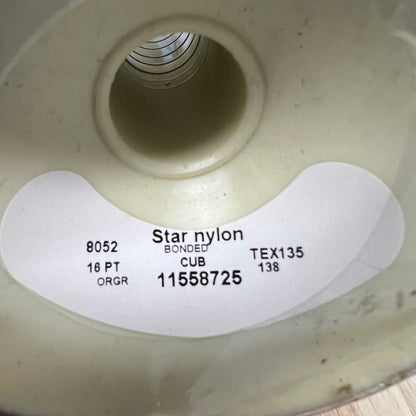 Star nylon
8052 BONDED TEX135
16 PT CUB 138
ORGR 11558725